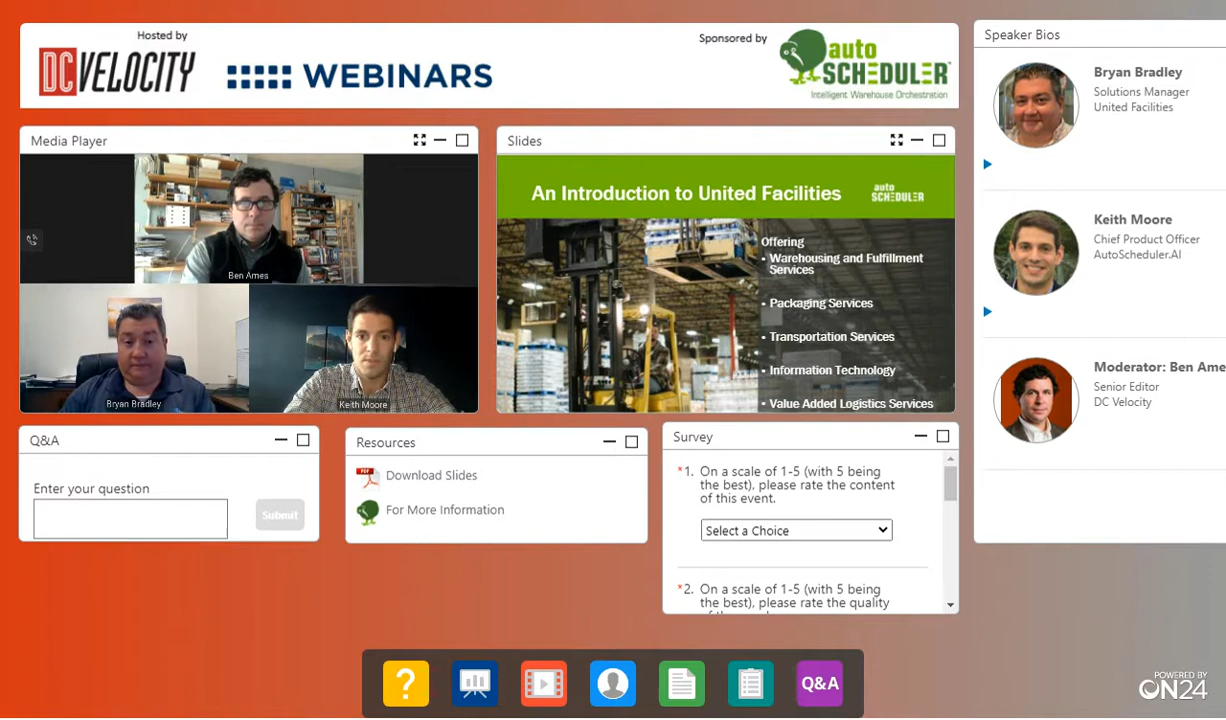 Hosted by
DCVELOCITY
WEBINARS
Sponsored by
auto
SCHEDULER
Intelligent Warehouse Orchestration
Media Player
Ben Ames
Bryan Bradley
Keith Moore
Slides
An Introduction to United Facilities
auto
SCHEDULER
Offering
• Warehousing and Fulfillment
Services
• Packaging Services
• Transportation Services
• Information Technology
• Value Added Logistics Services
Speaker Bios
Bryan Bradley
Solutions Manager
United Facilities
Keith Moore
Chief Product Officer
AutoScheduler.AI
Moderator: Ben Ame
Senior Editor
DC Velocity
Q&A
Enter your question
Submit
Resources
PDF
Download Slides
For More Information
Survey
*1. On a scale of 1-5 (with 5 being
the best), please rate the content
of this event.
Select a Choice
*2. On a scale of 1-5 (with 5 being
the best), please rate the quality
?
Q&A
POWERED BY
ON24